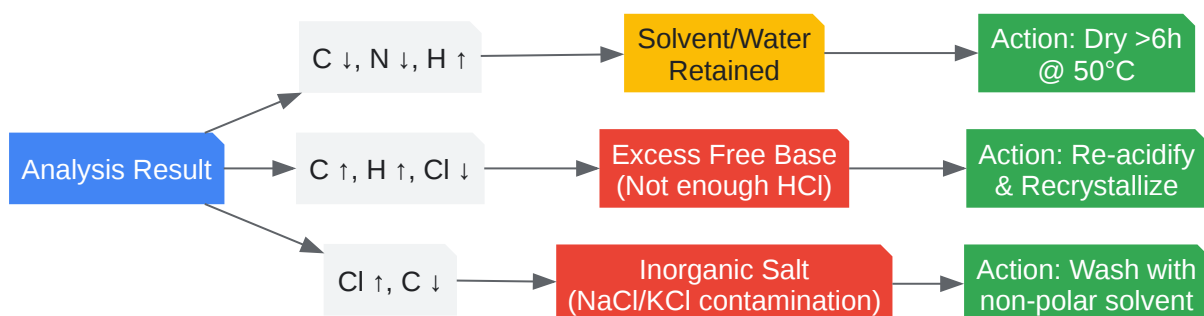 C ↓, N ↓, H ↑
Solvent/Water
Retained
Action: Dry >6h
@ 50°C
Analysis Result
C ↑, H ↑, Cl ↓
Excess Free Base
(Not enough HCl)
Action: Re-acidify
& Recrystallize
Cl ↑, C ↓
Inorganic Salt
(NaCl/KCl contamination)
Action: Wash with
non-polar solvent